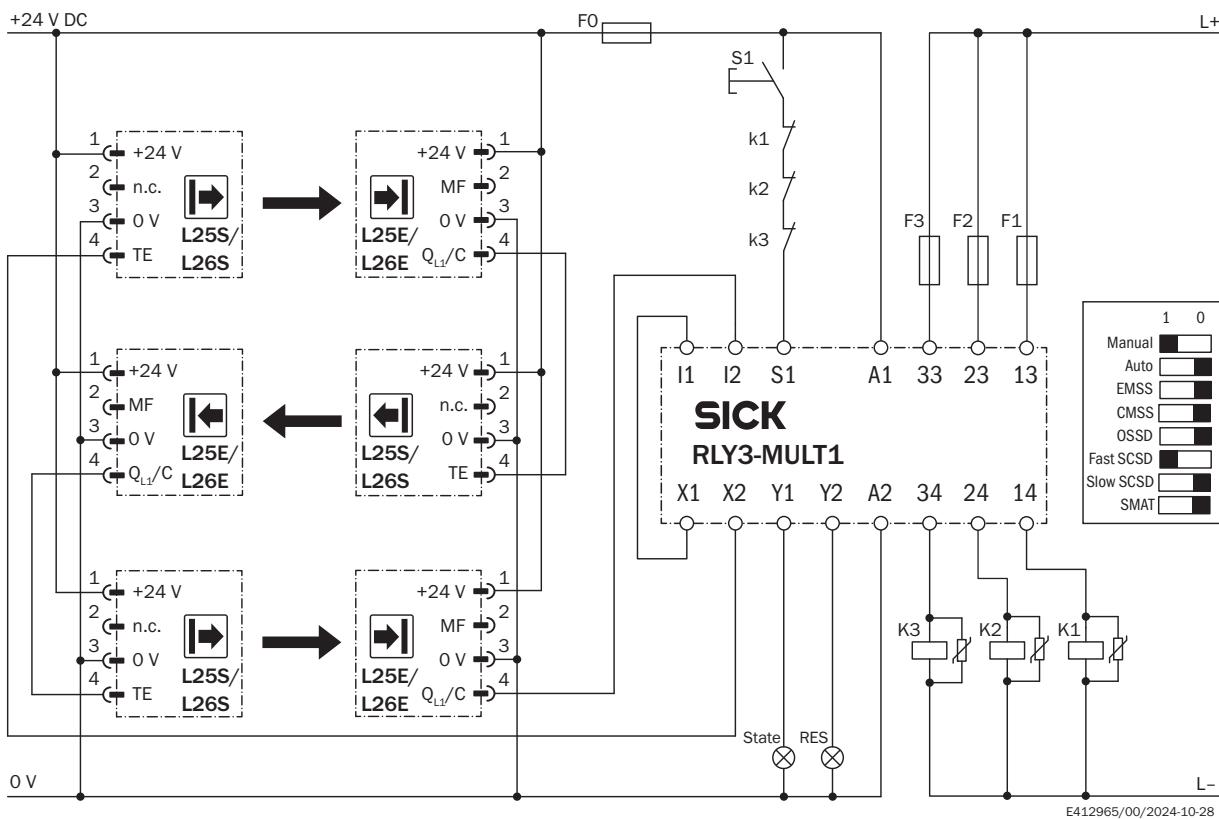 +24 V DC
F0
L+
S1
k1
k2
k3
F3
F2
F1
1
+24 V
2
n.c.
3
0 V
4
TE
L25S/
L26S
+24 V
1
MF
2
0 V
3
QL1/C
4
L25E/
L26E
1
+24 V
2
MF
3
0 V
4
QL1/C
L25E/
L26E
+24 V
1
n.c.
2
0 V
3
TE
4
L25S/
L26S
1
+24 V
2
n.c.
3
0 V
4
TE
L25S/
L26S
+24 V
1
MF
2
0 V
3
QL1/C
4
L25E/
L26E
I1 I2 S1 A1 33 23 13
SICK
RLY3-MULT1
X1 X2 Y1 Y2 A2 34 24 14
1 0
Manual
Auto
EMSS
CMSS
OSSD
Fast SCSD
Slow SCSD
SMAT
K3
K2
K1
State
RES
0 V
L–
E412965/00/2024-10-28